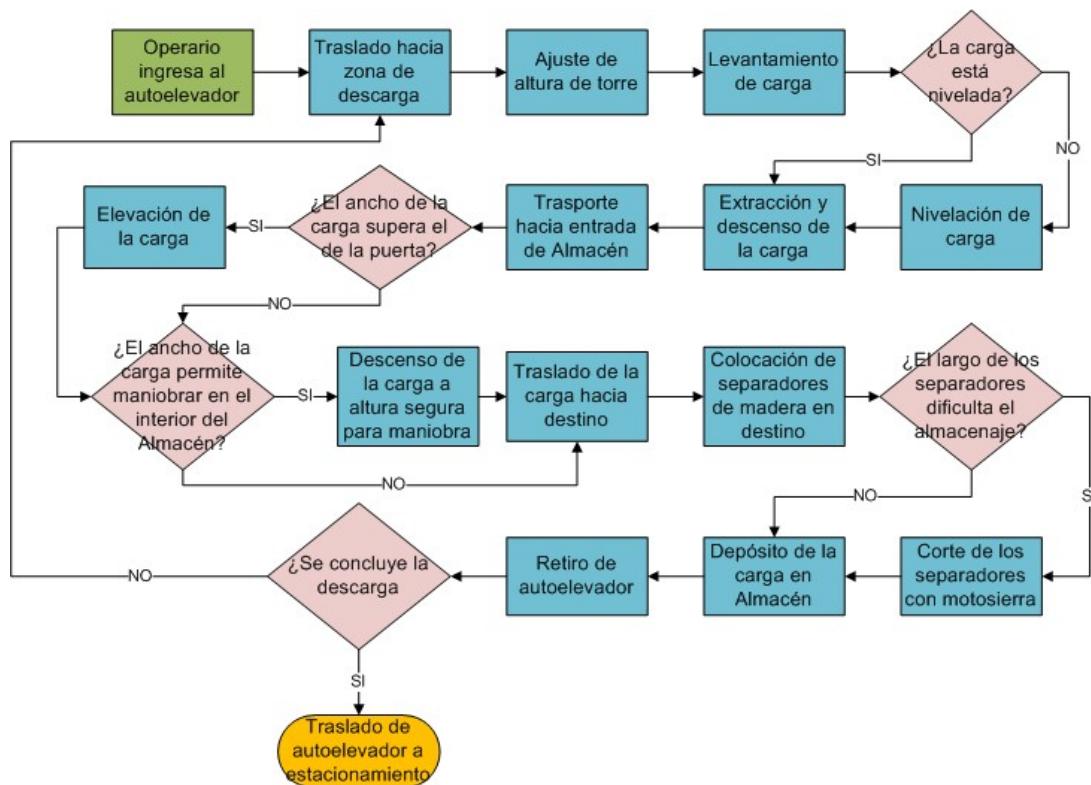 Operario
ingresa al
autoelevador
Traslado hacia
zona de
descarga
Ajuste de
altura de torre
Levantamiento
de carga
¿La carga
está
nivelada?
NO
SI
Elevación de
la carga
SI
¿El ancho de la
carga supera el
de la puerta?
Trasporte
hacia entrada
de Almacén
Extracción y
descenso de
la carga
Nivelación de
carga
NO
¿El ancho de la
carga permite
maniobrar en el
interior del
Almacén?
SI
Descenso de
la carga a
altura segura
para maniobra
Traslado de la
carga hacia
destino
Colocación de
separadores
de madera en
destino
¿El largo de los
separadores
dificulta el
almacenaje?
NO
NO
S
NO
¿Se concluye la
descarga
Retiro de
autoelevador
Depósito de la
carga en
Almacén
Corte de los
separadores
con motosierra
SI
Traslado de
autoelevador a
estacionamiento